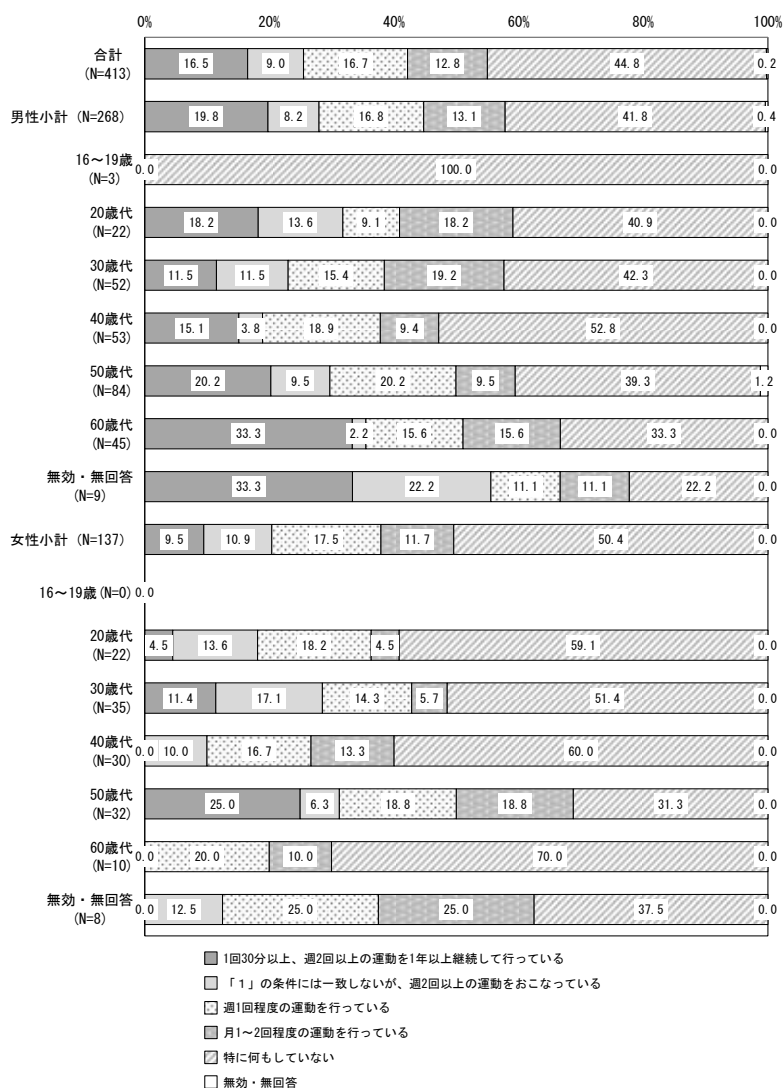 0% 20% 40% 60% 80% 100%
合計
(N=413)
16.5 9.0 16.7 12.8 44.8 0.2
男性小計 (N=268)
19.8 8.2 16.8 13.1 41.8 0.4
16～19歳
(N=3)
0.0 100.0 0.0
20歳代
(N=22)
18.2 13.6 9.1 18.2 40.9 0.0
30歳代
(N=52)
11.5 11.5 15.4 19.2 42.3 0.0
40歳代
(N=53)
15.1 3.8 18.9 9.4 52.8 0.0
50歳代
(N=84)
20.2 9.5 20.2 9.5 39.3 1.2
60歳代
(N=45)
33.3 2.2 15.6 15.6 33.3 0.0
無効・無回答
(N=9)
33.3 22.2 11.1 11.1 22.2 0.0
女性小計 (N=137)
9.5 10.9 17.5 11.7 50.4 0.0
16～19歳(N=0) 0.0
20歳代
(N=22)
4.5 13.6 18.2 4.5 59.1 0.0
30歳代
(N=35)
11.4 17.1 14.3 5.7 51.4 0.0
40歳代
(N=30)
0.0 10.0 16.7 13.3 60.0 0.0
50歳代
(N=32)
25.0 6.3 18.8 18.8 31.3 0.0
60歳代
(N=10)
0.0 20.0 10.0 70.0 0.0
無効・無回答
(N=8)
0.0 12.5 25.0 25.0 37.5 0.0
1回30分以上、週2回以上の運動を1年以上継続して行っている
「１」の条件には一致しないが、週2回以上の運動をおこなっている
週1回程度の運動を行っている
月1～2回程度の運動を行っている
特に何もしていない
無効・無回答